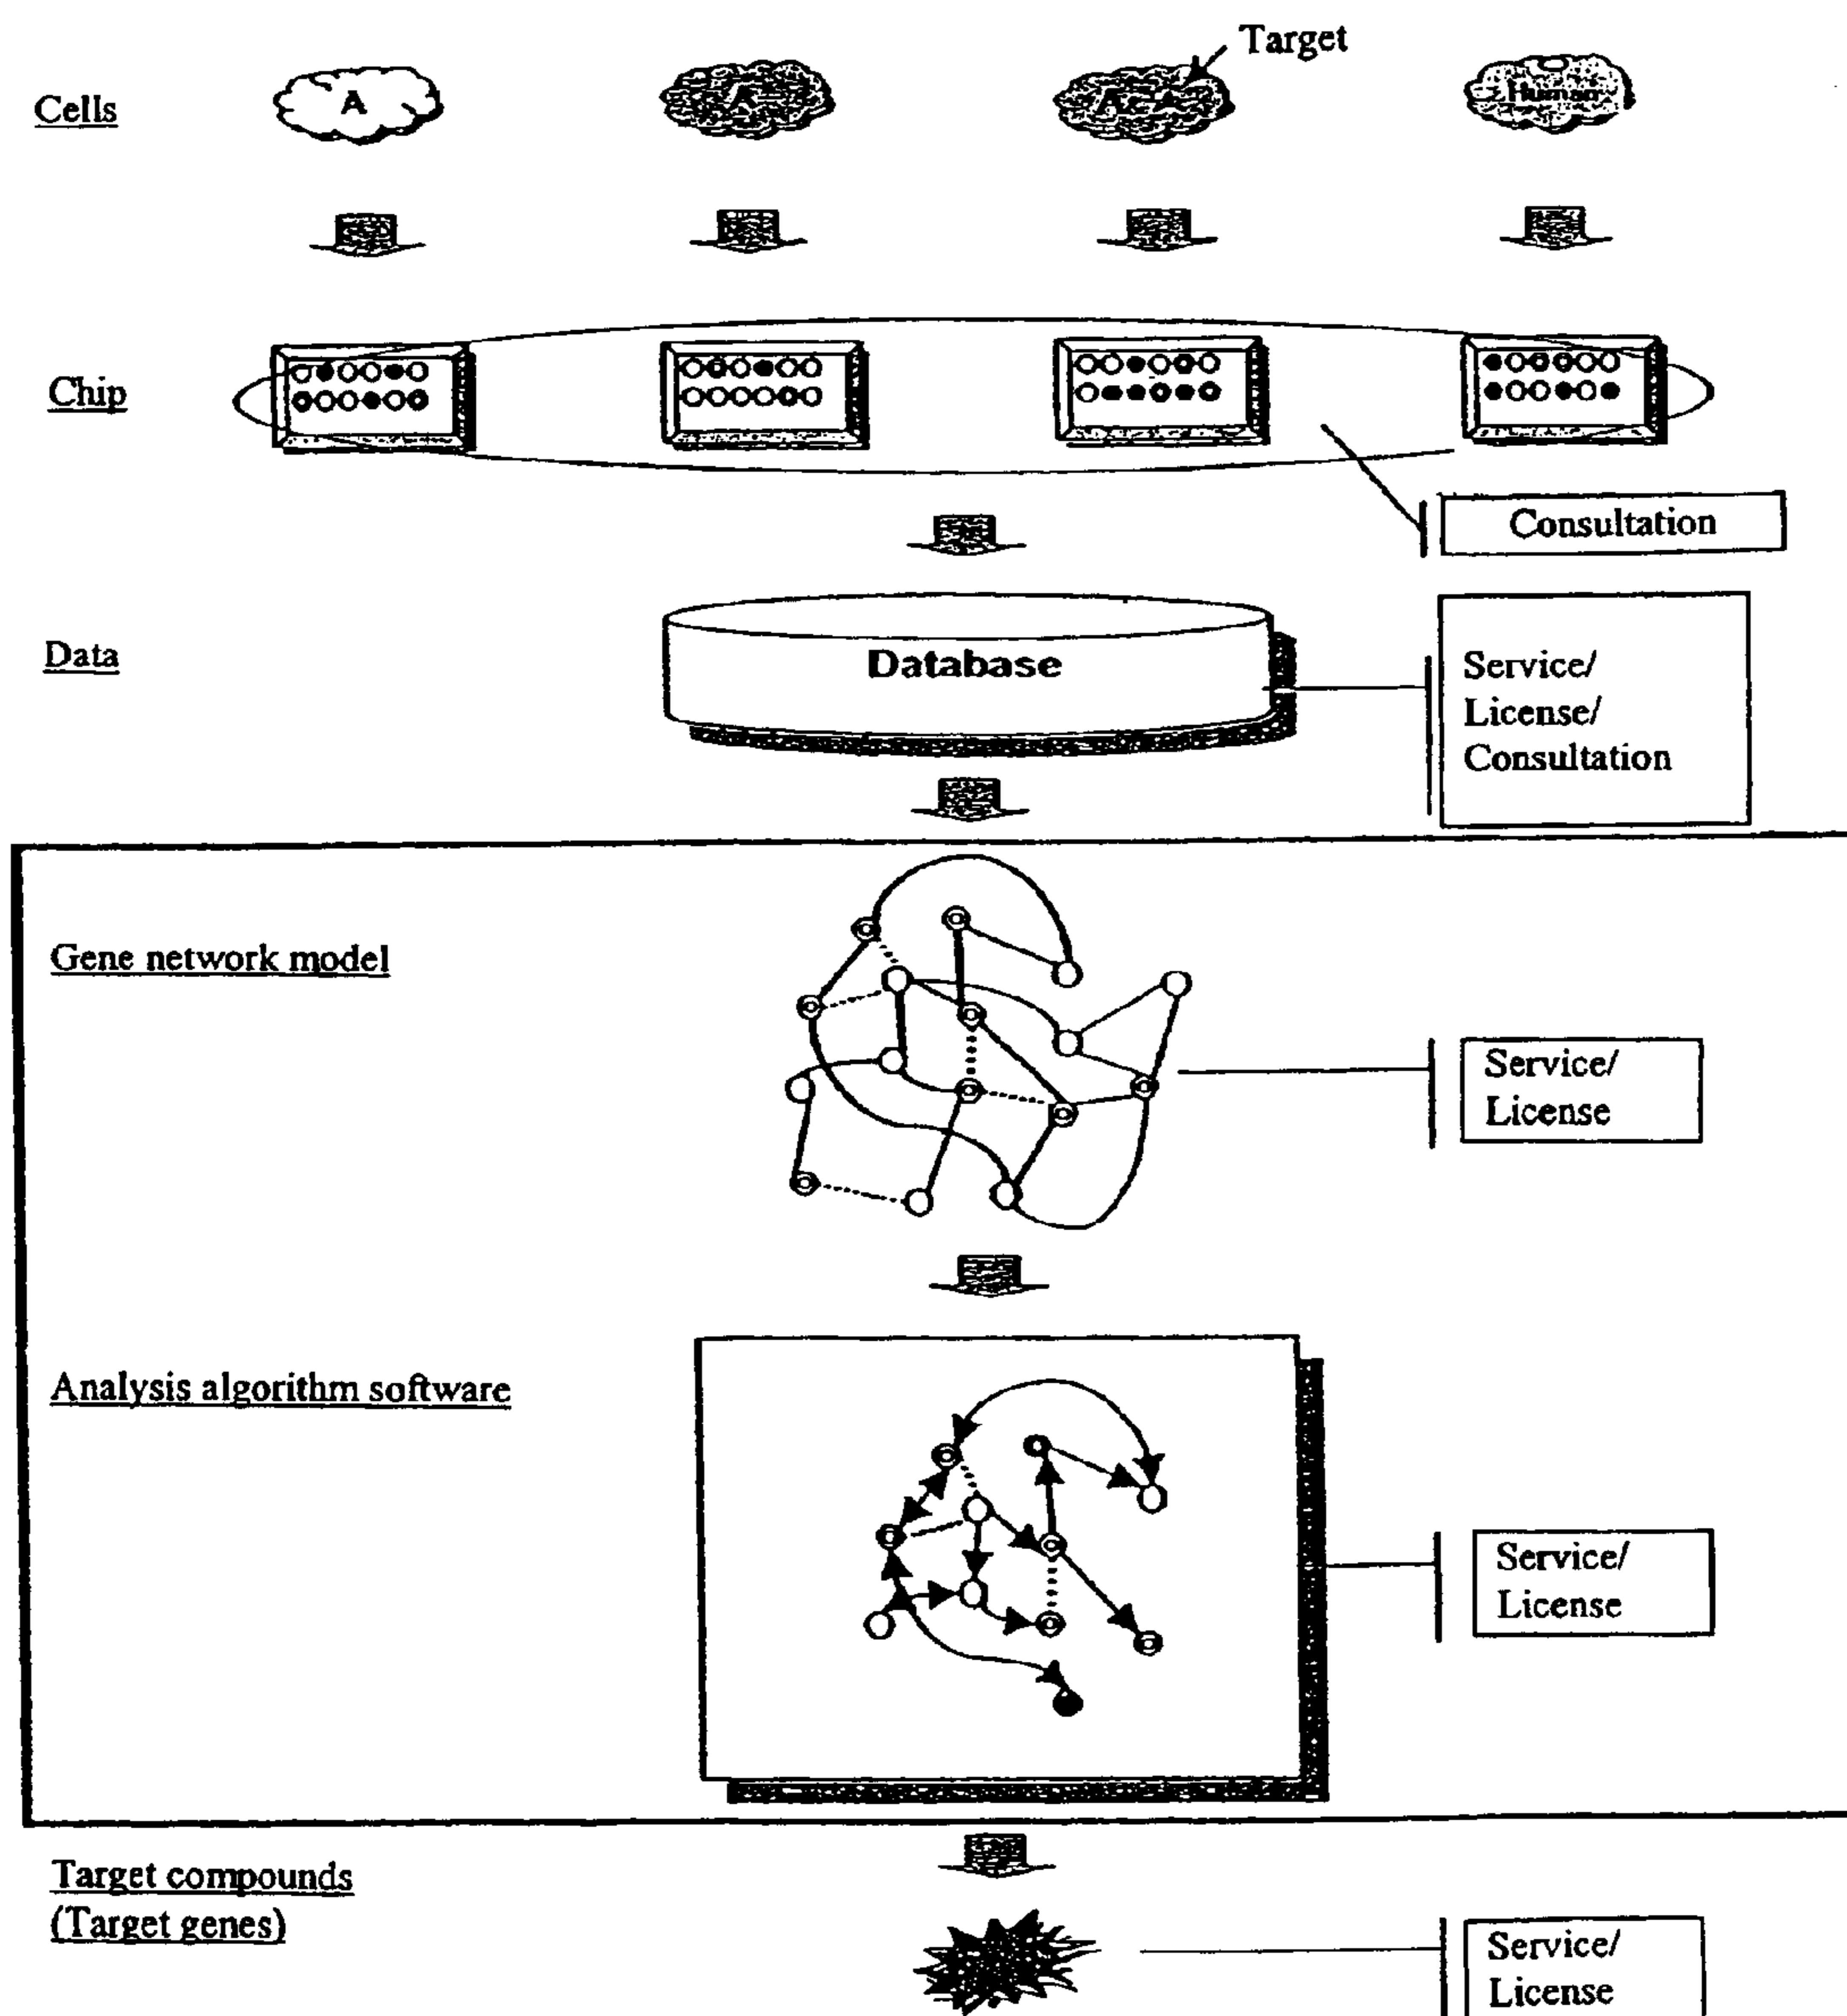 Target
Cells
A
A
Human
Chip
Consultation
Data
Database
Service/
License/
Consultation
Gene network model
Service/
License
Analysis algorithm software
Service/
License
Target compounds
(Target genes)
Service/
License